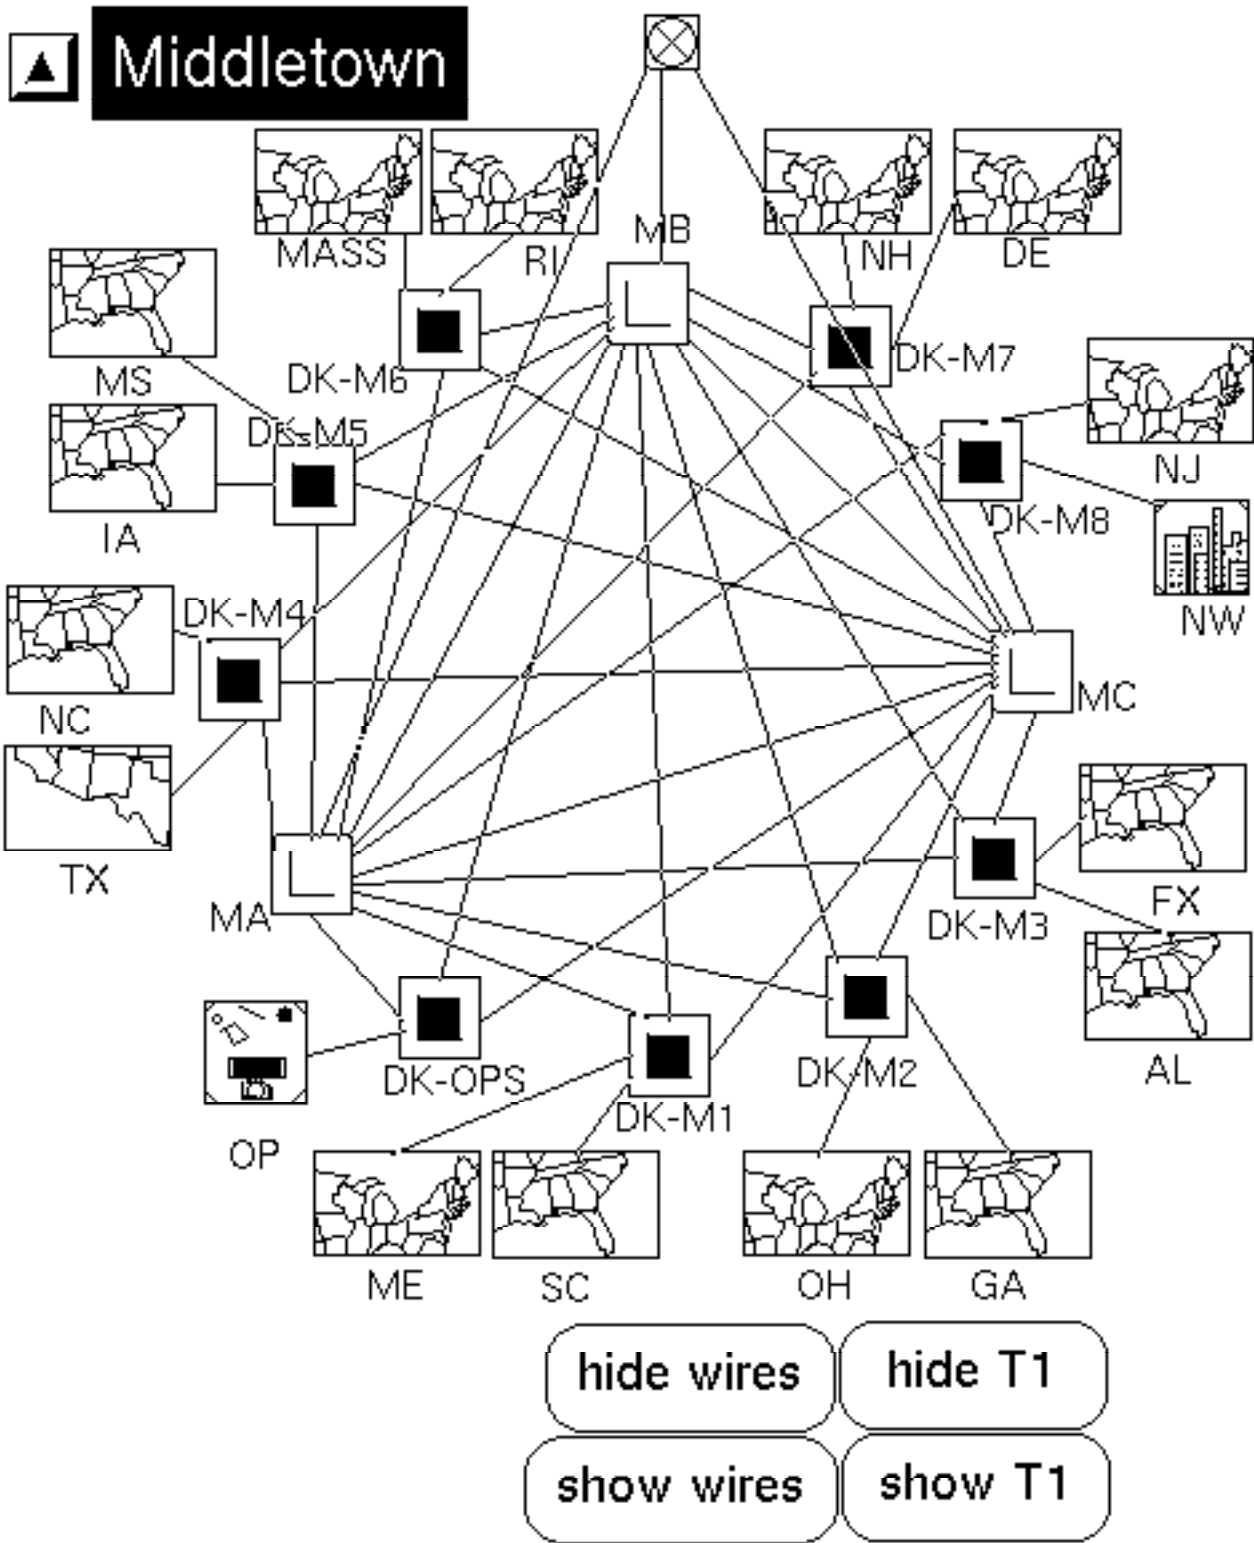 Middletown
MASS
RI
MB
NH
DE
MS
DK-M6
DK-M7
DK-M5
NJ
IA
DK-M8
NW
DK-M4
NC
MC
TX
MA
FX
DK-M3
AL
DK-OPS
DK-M2
DK-M1
OP
ME
SC
OH
GA
hide wires
hide T1
show wires
show T1